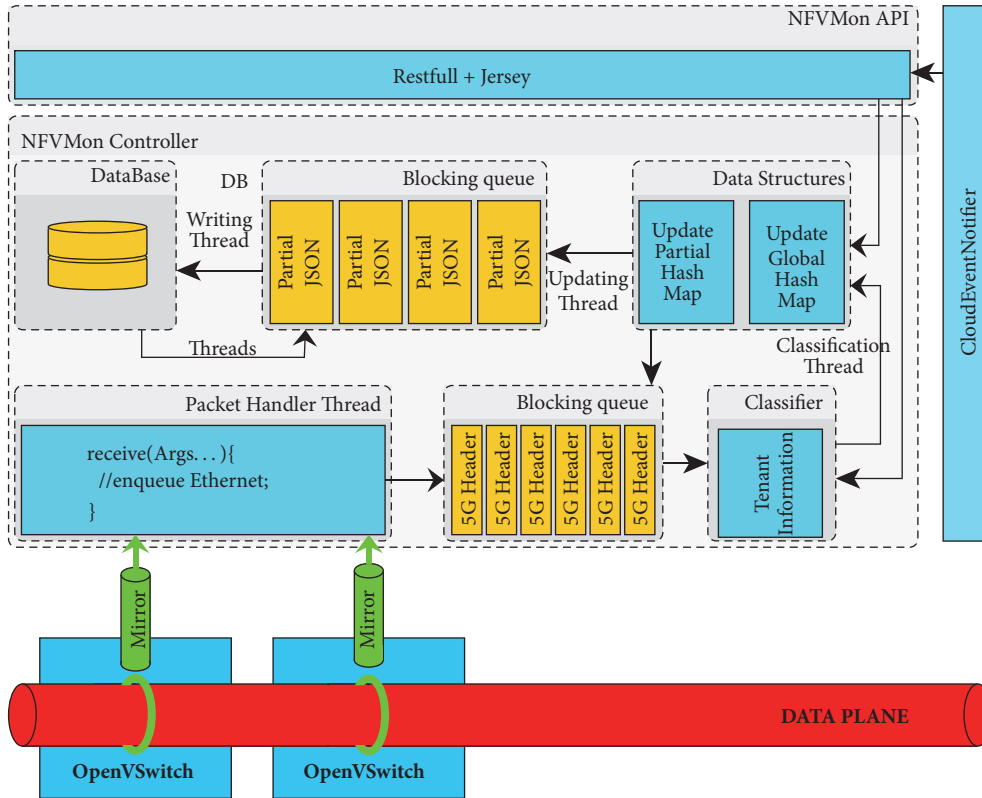 NFVMon API
Restfull + Jersey
CloudEventNotifier
NFVMon Controller
DataBase
DB
Writing
Thread
Blocking queue
Partial
JSON
Partial
JSON
Partial
JSON
Partial
JSON
Updating
Thread
Data Structures
Update
Partial
Hash
Map
Update
Global
Hash
Map
Threads
Classification
Thread
Packet Handler Thread
receive(Args. . . ){
//enqueue Ethernet;
}
Blocking queue
5G Header
5G Header
5G Header
5G Header
5G Header
5G Header
Classifier
Tenant
Information
Mirror
Mirror
DATA PLANE
OpenVSwitch
OpenVSwitch